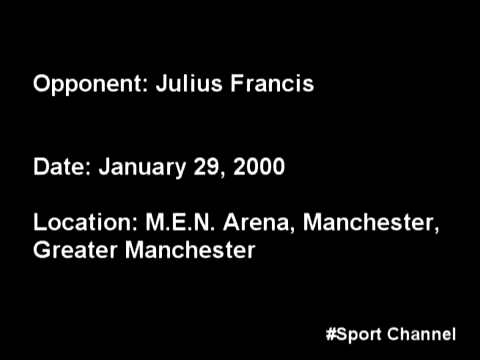 Opponent: Julius Francis
Date: January 29, 2000
Location: M.E.N. Arena, Manchester,
Greater Manchester
#Sport Channel